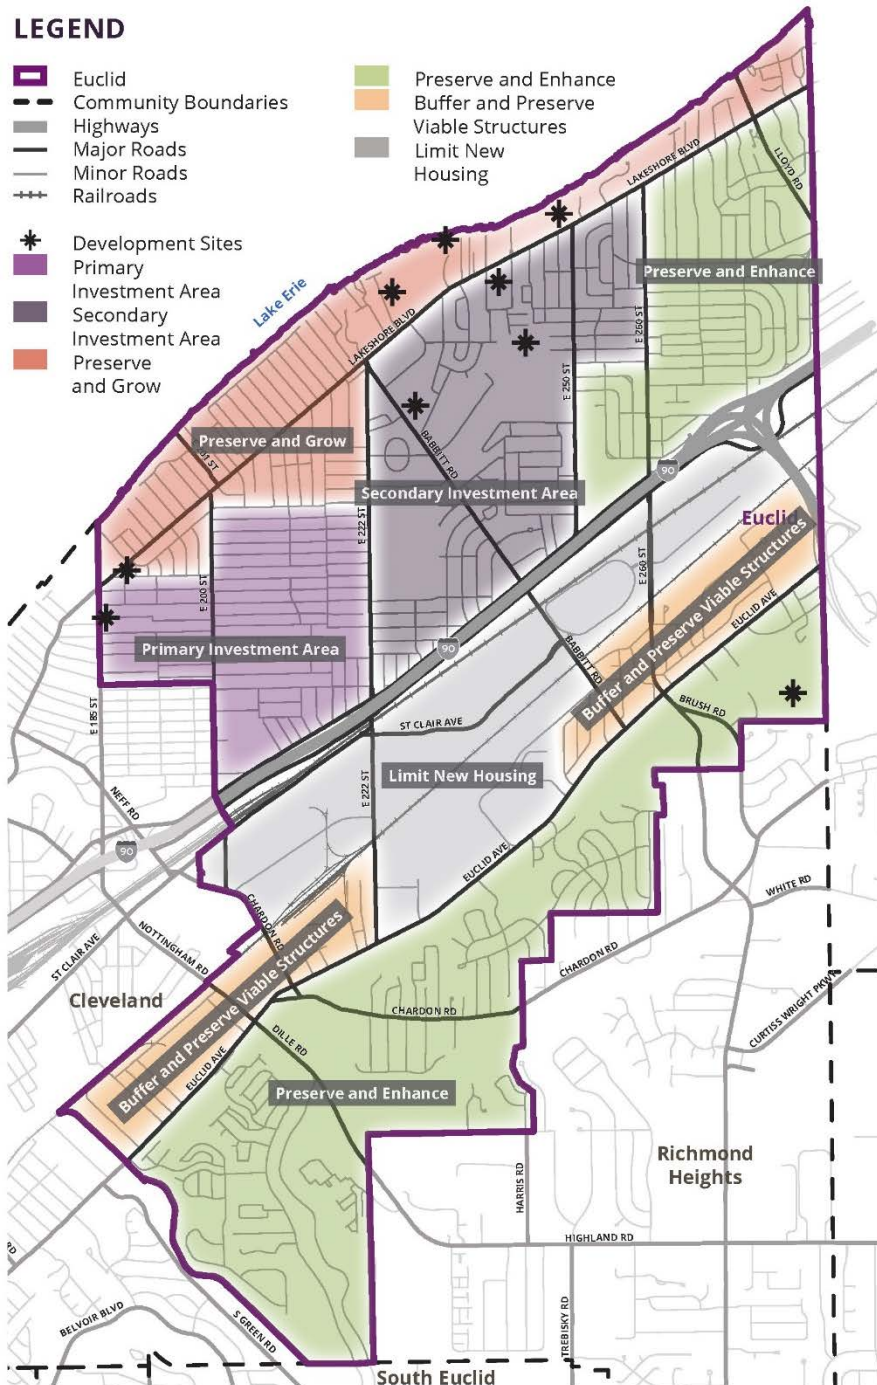 LEGEND
Euclid
Community Boundaries
Highways
Major Roads
Minor Roads
Railroads
Development Sites
Primary
Investment Area
Secondary
Investment Area
Preserve
and Grow
Preserve and Enhance
Buffer and Preserve
Viable Structures
Limit New
Housing
LAKESHORE BLVD
LLOYD RD
Preserve and Enhance
Lake Erie
E 260 ST
LAKESHORE BLVD
E 250 ST
Preserve and Grow
BABBITT RD
90
Secondary Investment Area
E 222 ST
Euclid
Buffer and Preserve Viable Structures
E 260 ST
E 200 ST
EUCLID AVE
Primary Investment Area
90
BABBITT RD
BRUSH RD
E 185 ST
ST CLAIR AVE
Limit New Housing
E 222 ST
NEFF RD
90
EUCLID AVE
WHITE RD
CHARDON RD
NOTTINGHAM RD
ST CLAIR AVE
Buffer and Preserve Viable Structures
CHARDON RD
Cleveland
CHARDON RD
CURTISS WRIGHT PKWY
DILLE RD
EUCLID AVE
Preserve and Enhance
Richmond
Heights
HARRIS RD
HIGHLAND RD
RD
BELVOIR BLVD
S GREEN RD
TREBISKY RD
South Euclid